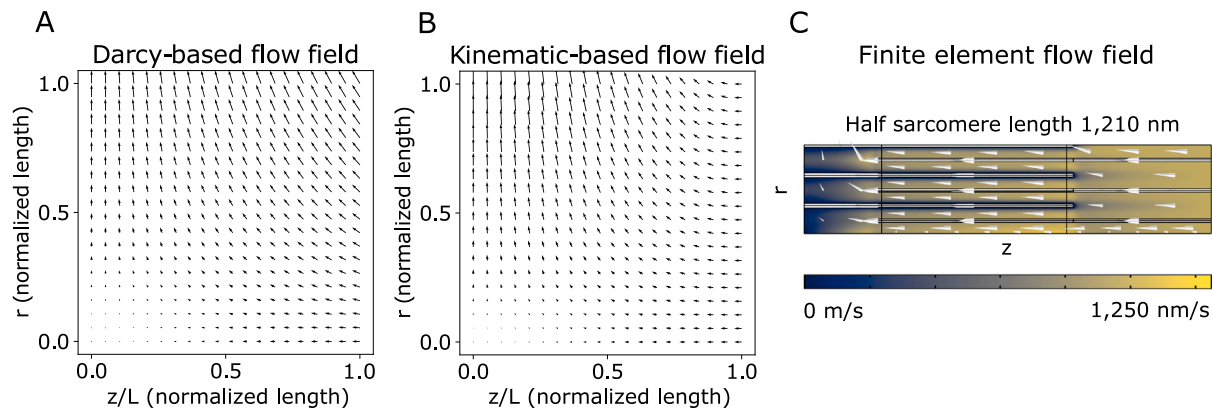 A
Darcy-based flow field
1.0
0.5
0.0
r (normalized length)
0.0
0.5
1.0
z/L (normalized length)
B
Kinematic-based flow field
1.0
0.5
0.0
r (normalized length)
0.0
0.5
1.0
z/L (normalized length)
C
Finite element flow field
Half sarcomere length 1,210 nm
r
z
0 m/s
1,250 nm/s